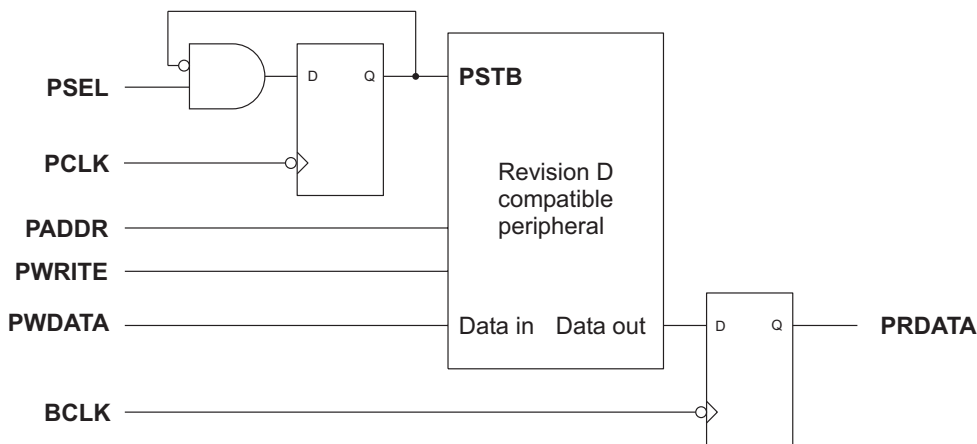 D Q
PSEL
PSTB
PCLK
Revision D
compatible
peripheral
PADDR
PWRITE
PWDATA
Data in Data out
D Q
PRDATA
BCLK